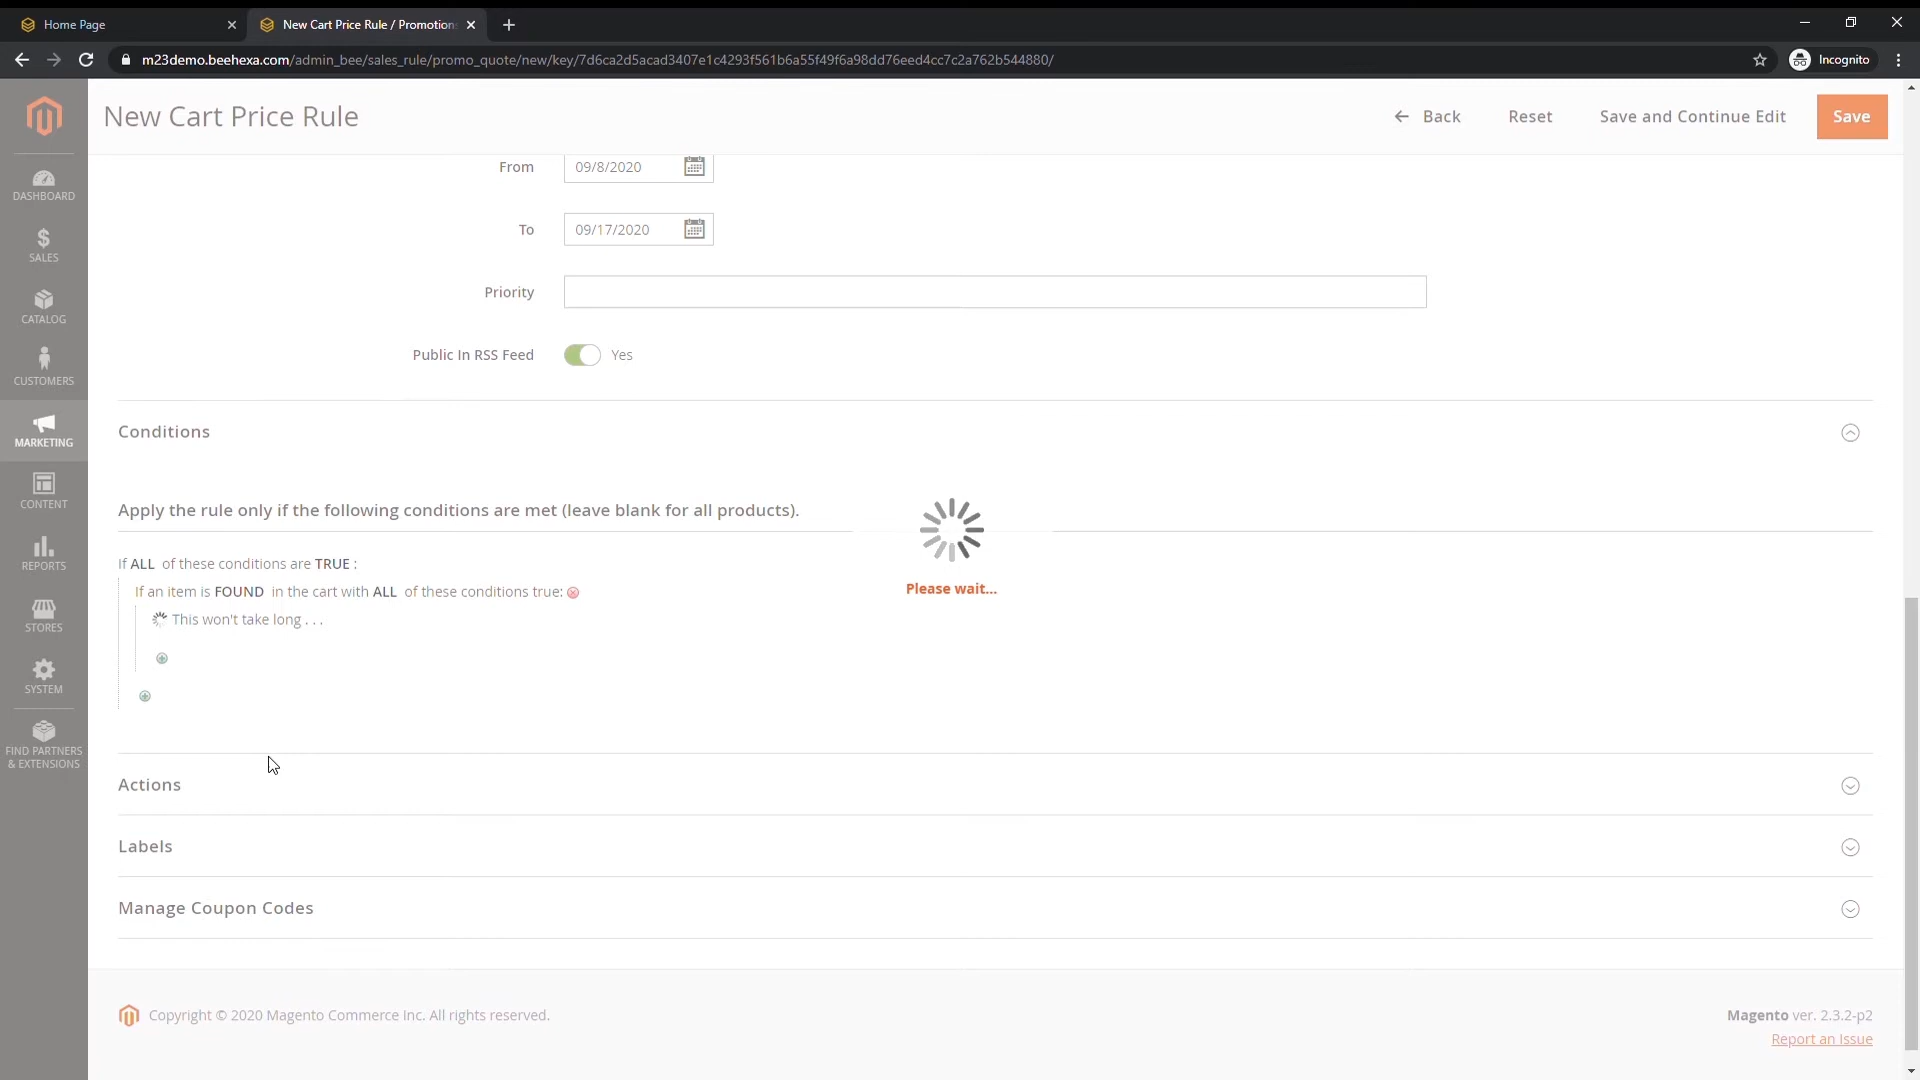 Home Page
New Cart Price Rule / Promotion
m23demo.beehexa.com/admin_bee/sales_rule/promo_quote/new/key/7d6ca2d5acad3407e1c4293f561b6a55f49f6a98dd76eed4cc7c2a762b544880/
Incognito
New Cart Price Rule
Back
Reset
Save and Continue Edit
Save
DASHBOARD
SALES
CATALOG
CUSTOMERS
MARKETING
CONTENT
REPORTS
STORES
SYSTEM
FIND PARTNERS
& EXTENSIONS
From 09/8/2020
To 09/17/2020
Priority
Public In RSS Feed Yes
Conditions
Apply the rule only if the following conditions are met (leave blank for all products).
If ALL of these conditions are TRUE :
If an item is FOUND in the cart with ALL of these conditions true:
This won't take long . . .
Please wait...
Actions
Labels
Manage Coupon Codes
Copyright © 2020 Magento Commerce Inc. All rights reserved.
Magento ver. 2.3.2-p2
Report an Issue